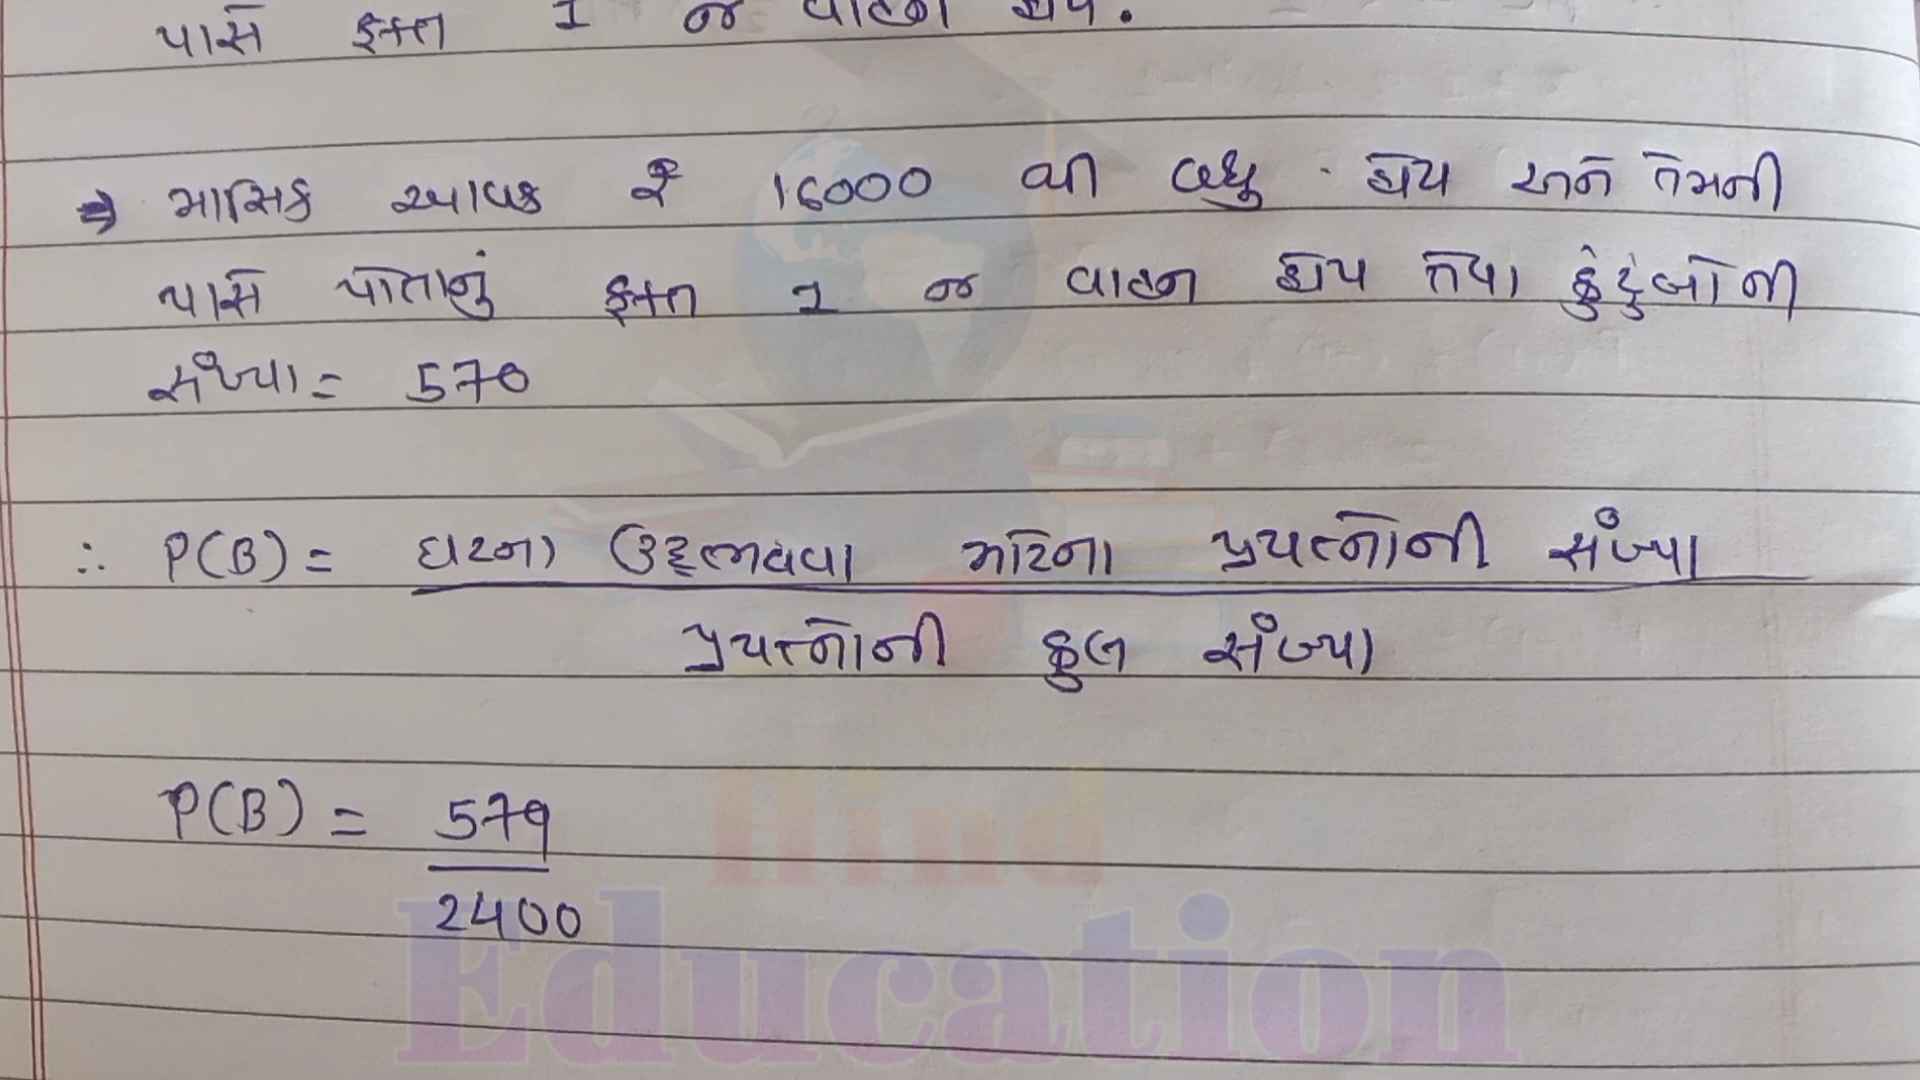 પાસે ફક્ત 1 જ વાહન હોય.
⇒ માસિક આવક ₹ 16000 થી વધુ હોય અને તેમની
પાસે પોતાનું ફક્ત 1 જ વાહન હોય તેવા કુંટુંબોની
સંખ્યા = 570
∴ P(B) = ઘટના ઉદ્દભવવા માટેના પ્રયત્નોની સંખ્યા
પ્રયત્નોની કુલ સંખ્યા
P(B) = 579
2400
Hind
Education